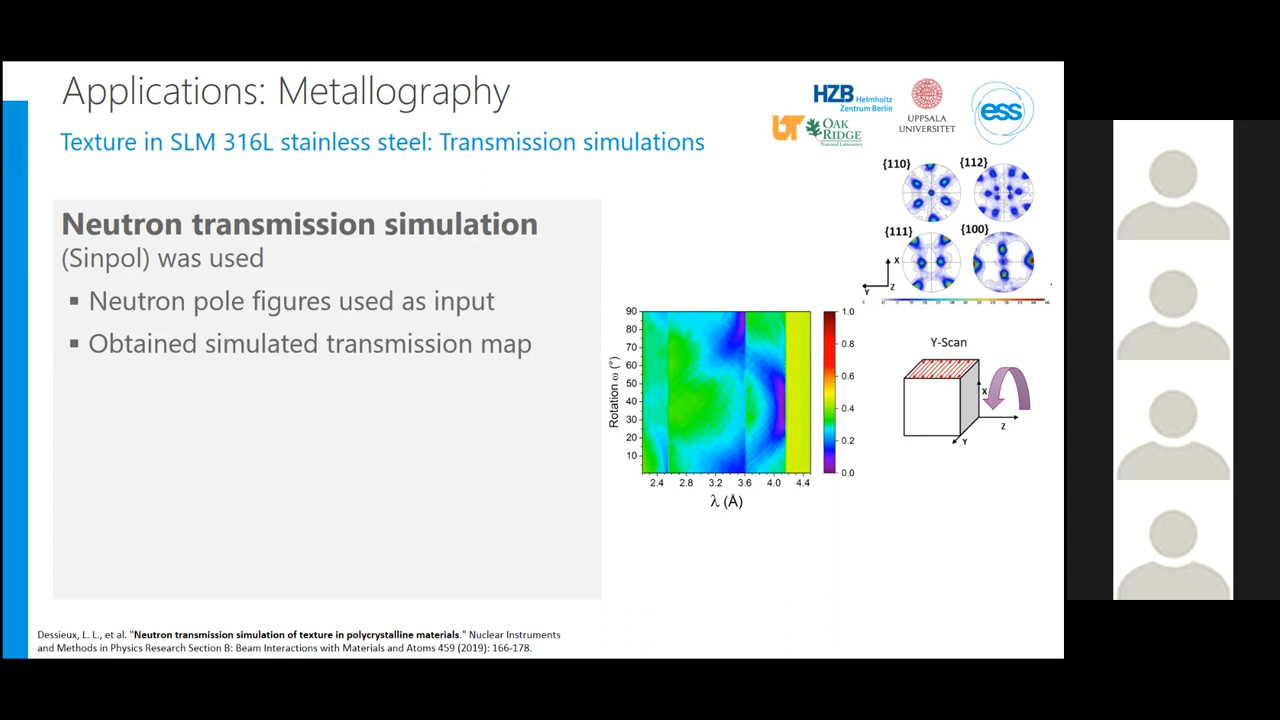 Applications: Metallography
Texture in SLM 316L stainless steel: Transmission simulations
HZB Helmholtz
Zentrum Berlin
UPPSALA
UNIVERSITET
ess
UT
OAK
RIDGE
National Laboratory
Neutron transmission simulation
(Sinpol) was used
▪ Neutron pole figures used as input
▪ Obtained simulated transmission map
{110}
{112}
{111}
{100}
X
Y
Z
90
80
70
60
50
40
30
20
10
Rotation ω (°)
2.4 2.8 3.2 3.6 4.0 4.4
λ (Å)
1.0
0.8
0.6
0.4
0.2
0.0
Y-Scan
X
Z
Y
Dessieux, L. L., et al. "Neutron transmission simulation of texture in polycrystalline materials." Nuclear Instruments
and Methods in Physics Research Section B: Beam Interactions with Materials and Atoms 459 (2019): 166-178.